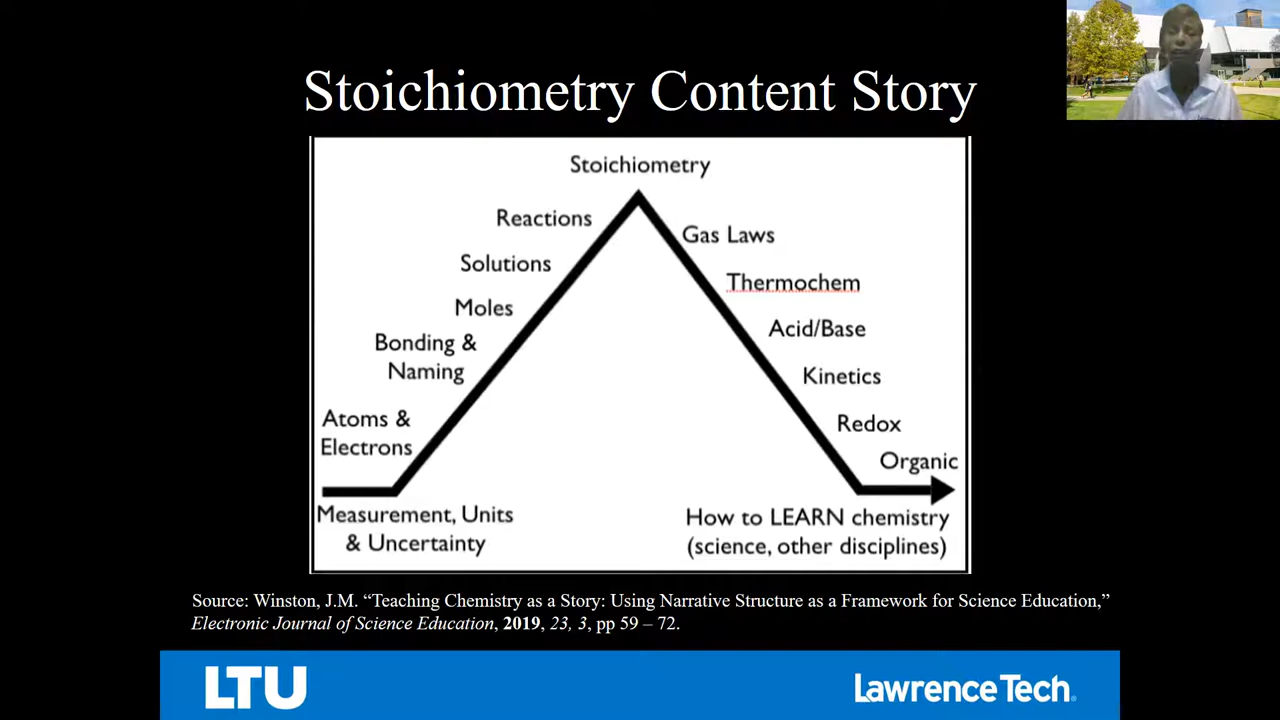 Stoichiometry Content Story
Stoichiometry
Reactions
Solutions
Moles
Bonding &
Naming
Atoms &
Electrons
Measurement, Units
& Uncertainty
Gas Laws
Thermochem
Acid/Base
Kinetics
Redox
Organic
How to LEARN chemistry
(science, other disciplines)
Source: Winston, J.M. “Teaching Chemistry as a Story: Using Narrative Structure as a Framework for Science Education,”
Electronic Journal of Science Education, 2019, 23, 3, pp 59 – 72.
LTU
Lawrence Tech